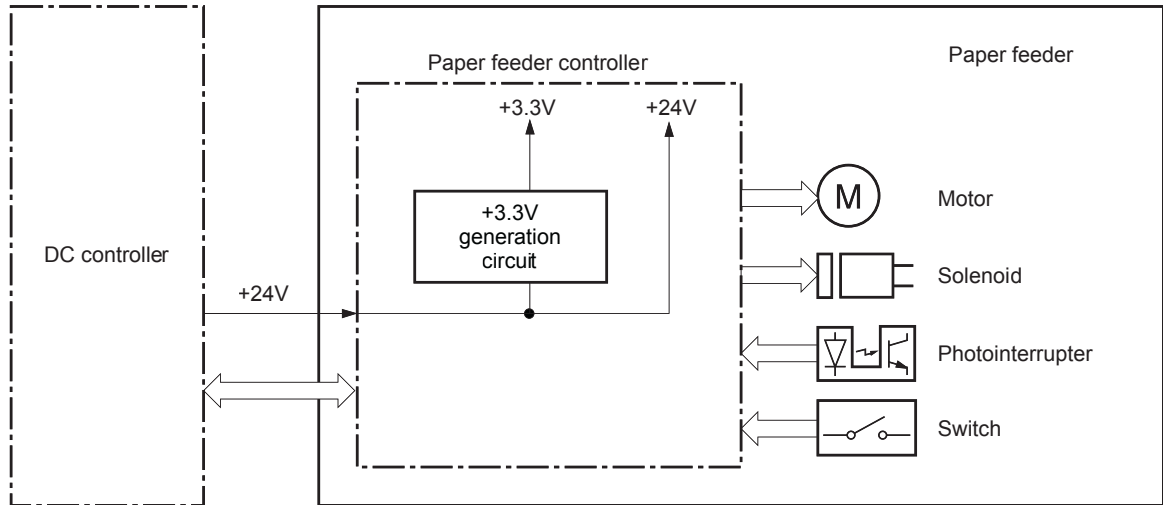 Paper feeder
Paper feeder controller
+3.3V
+24V
+3.3V
generation
circuit
DC controller
+24V
M
Motor
Solenoid
Photointerrupter
Switch